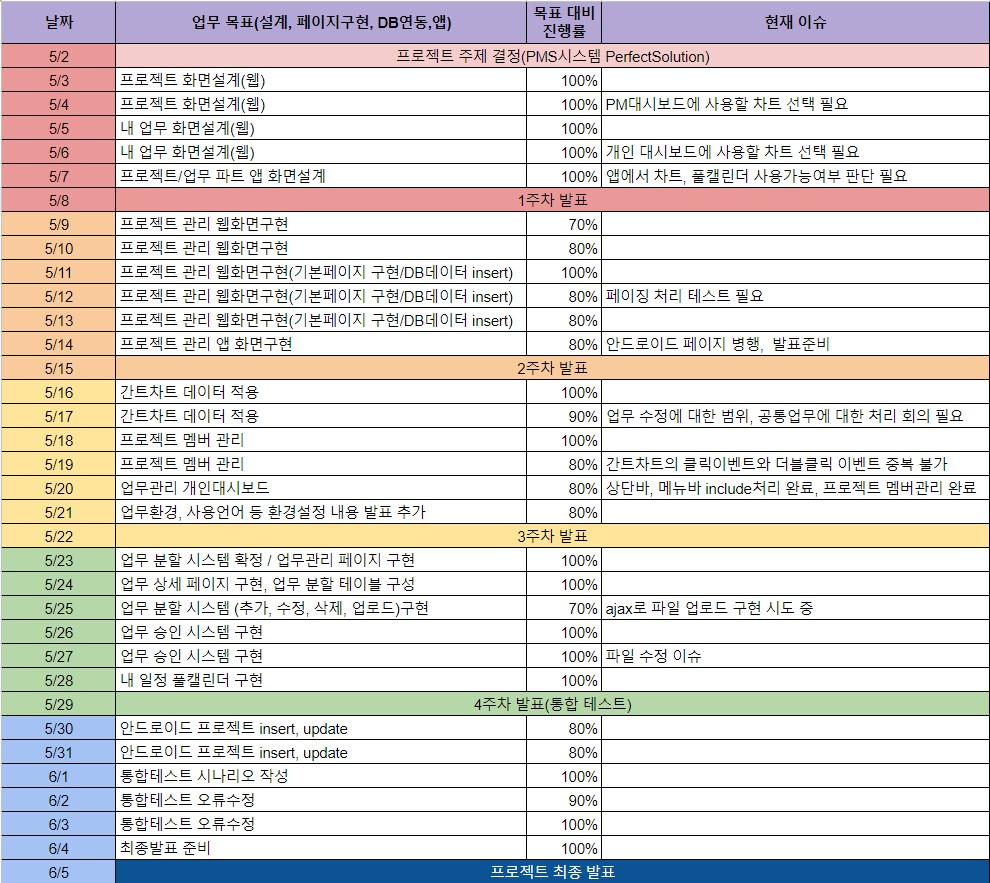 날짜 업무 목표(설계, 페이지구현, DB연동,앱) 목표 대비 진행률 현재 이슈
5/2 프로젝트 주제 결정(PMS시스템 PerfectSolution)
5/3 프로젝트 화면설계(웹) 100%
5/4 프로젝트 화면설계(웹) 100% PM대시보드에 사용할 차트 선택 필요
5/5 내 업무 화면설계(웹) 100%
5/6 내 업무 화면설계(웹) 100% 개인 대시보드에 사용할 차트 선택 필요
5/7 프로젝트/업무 파트 앱 화면설계 100% 앱에서 차트, 풀캘린더 사용가능여부 판단 필요
5/8 1주차 발표
5/9 프로젝트 관리 웹화면구현 70%
5/10 프로젝트 관리 웹화면구현 80%
5/11 프로젝트 관리 웹화면구현(기본페이지 구현/DB데이터 insert) 100%
5/12 프로젝트 관리 웹화면구현(기본페이지 구현/DB데이터 insert) 80% 페이징 처리 테스트 필요
5/13 프로젝트 관리 웹화면구현(기본페이지 구현/DB데이터 insert) 80%
5/14 프로젝트 관리 앱 화면구현 80% 안드로이드 페이지 병행, 발표준비
5/15 2주차 발표
5/16 간트차트 데이터 적용 100%
5/17 간트차트 데이터 적용 90% 업무 수정에 대한 범위, 공통업무에 대한 처리 회의 필요
5/18 프로젝트 멤버 관리 100%
5/19 프로젝트 멤버 관리 80% 간트차트의 클릭이벤트와 더블클릭 이벤트 중복 불가
5/20 업무관리 개인대시보드 80% 상단바, 메뉴바 include처리 완료, 프로젝트 멤버관리 완료
5/21 업무환경, 사용언어 등 환경설정 내용 발표 추가 80%
5/22 3주차 발표
5/23 업무 분할 시스템 확정 / 업무관리 페이지 구현 100%
5/24 업무 상세 페이지 구현, 업무 분할 테이블 구성 100%
5/25 업무 분할 시스템 (추가, 수정, 삭제, 업로드)구현 70% ajax로 파일 업로드 구현 시도 중
5/26 업무 승인 시스템 구현 100%
5/27 업무 승인 시스템 구현 100% 파일 수정 이슈
5/28 내 일정 풀캘린더 구현 100%
5/29 4주차 발표(통합 테스트)
5/30 안드로이드 프로젝트 insert, update 80%
5/31 안드로이드 프로젝트 insert, update 80%
6/1 통합테스트 시나리오 작성 100%
6/2 통합테스트 오류수정 90%
6/3 통합테스트 오류수정 100%
6/4 최종발표 준비 100%
6/5 프로젝트 최종 발표